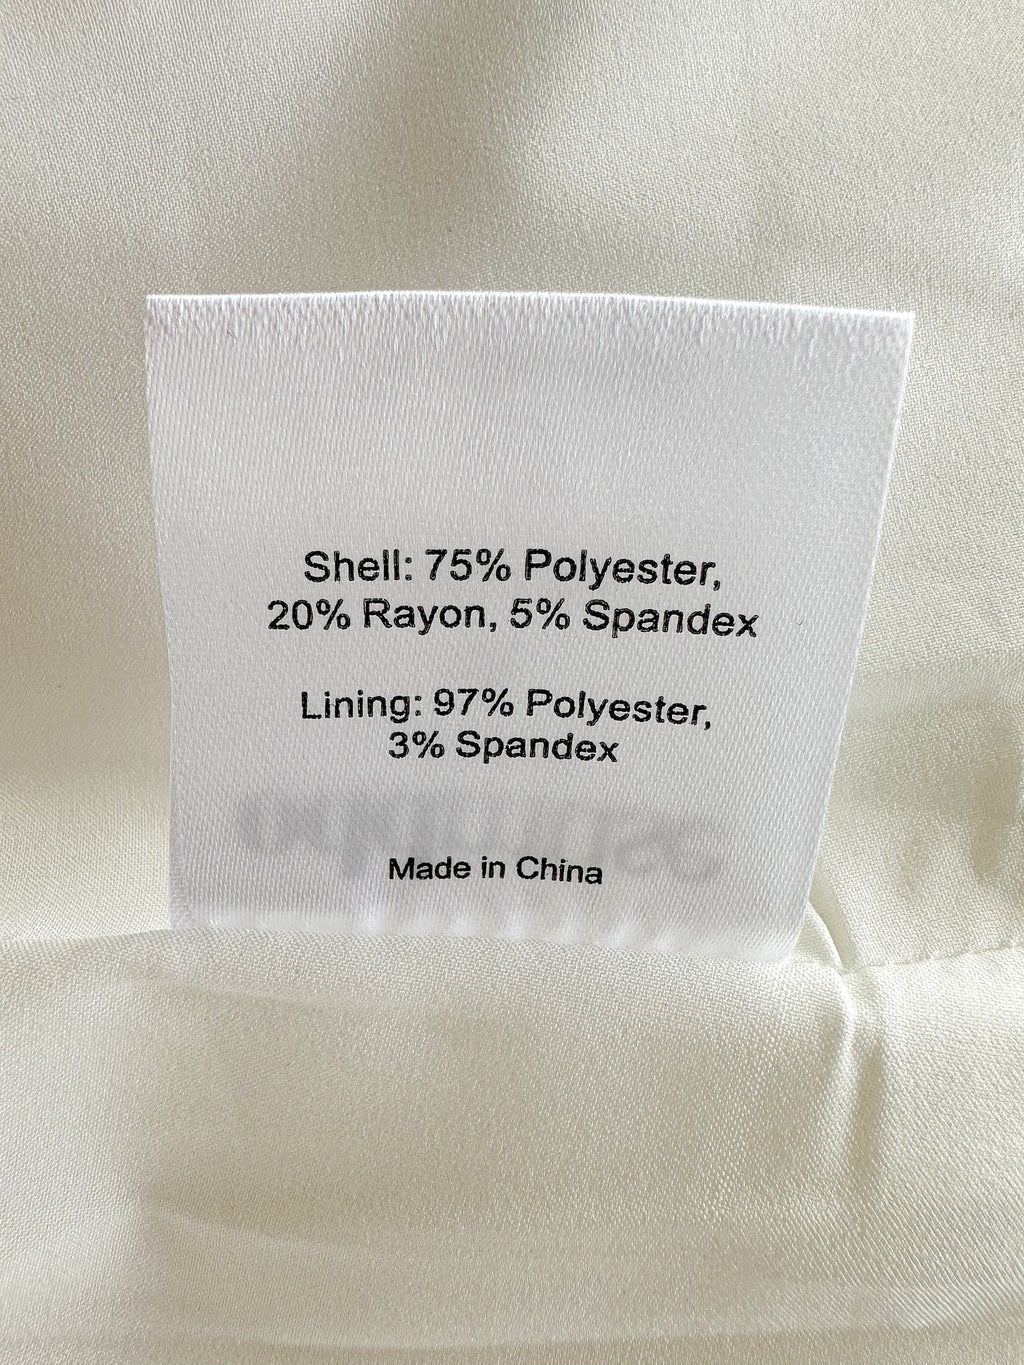 Shell: 75% Polyester,
20% Rayon, 5% Spandex
Lining: 97% Polyester,
3% Spandex
Made in China